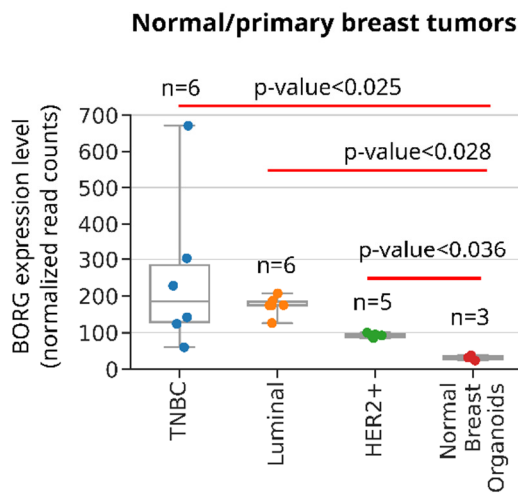 Normal/primary breast tumors
n=6
p-value<0.025
p-value<0.028
p-value<0.036
n=6
n=5
n=3
BORG expression level
(normalized read counts)
700
600
500
400
300
200
100
0
TNBC
Luminal
HER2+
Normal
Breast
Organoids